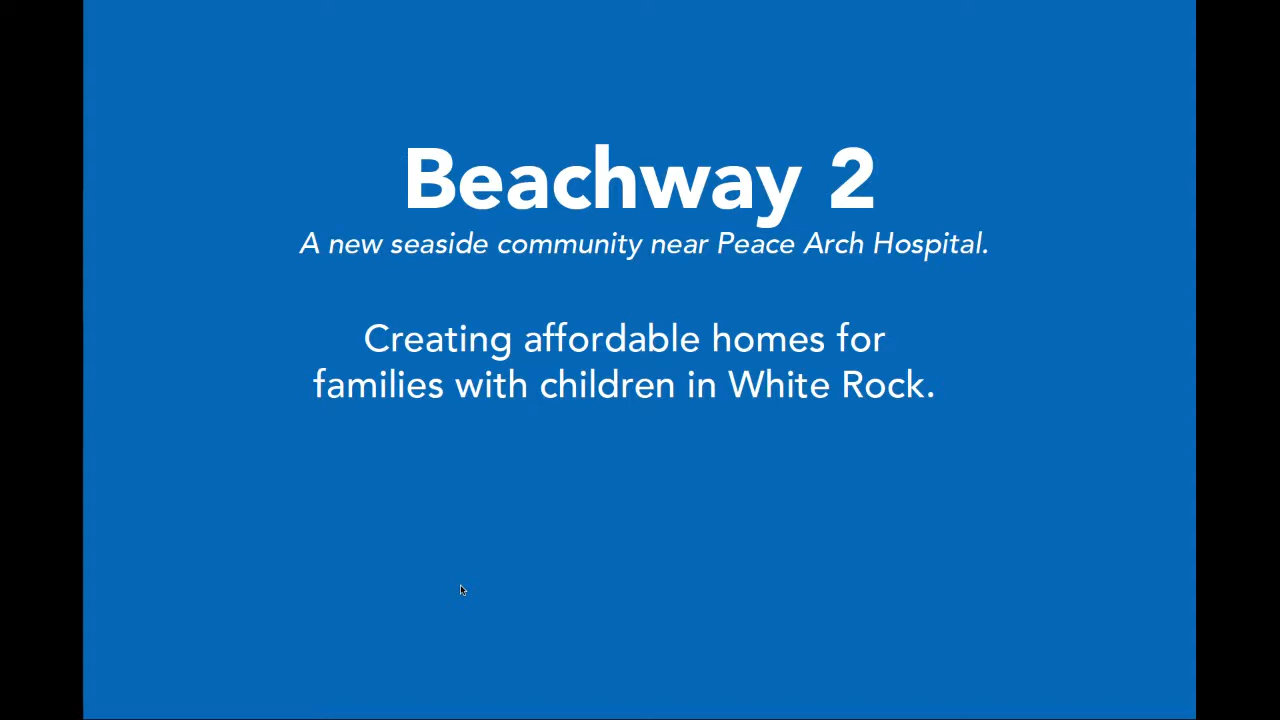 Beachway 2
A new seaside community near Peace Arch Hospital.
Creating affordable homes for
families with children in White Rock.